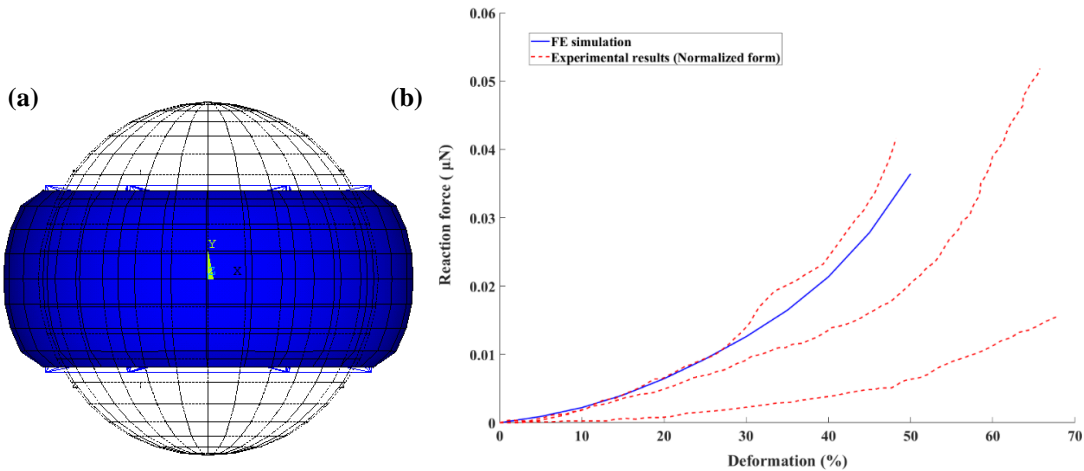 (a)
Y
X
(b)
0.06
0.05
0.04
0.03
0.02
0.01
0
Reaction force ( μN)
FE simulation
Experimental results (Normalized form)
0 10 20 30 40 50 60 70
Deformation (%)